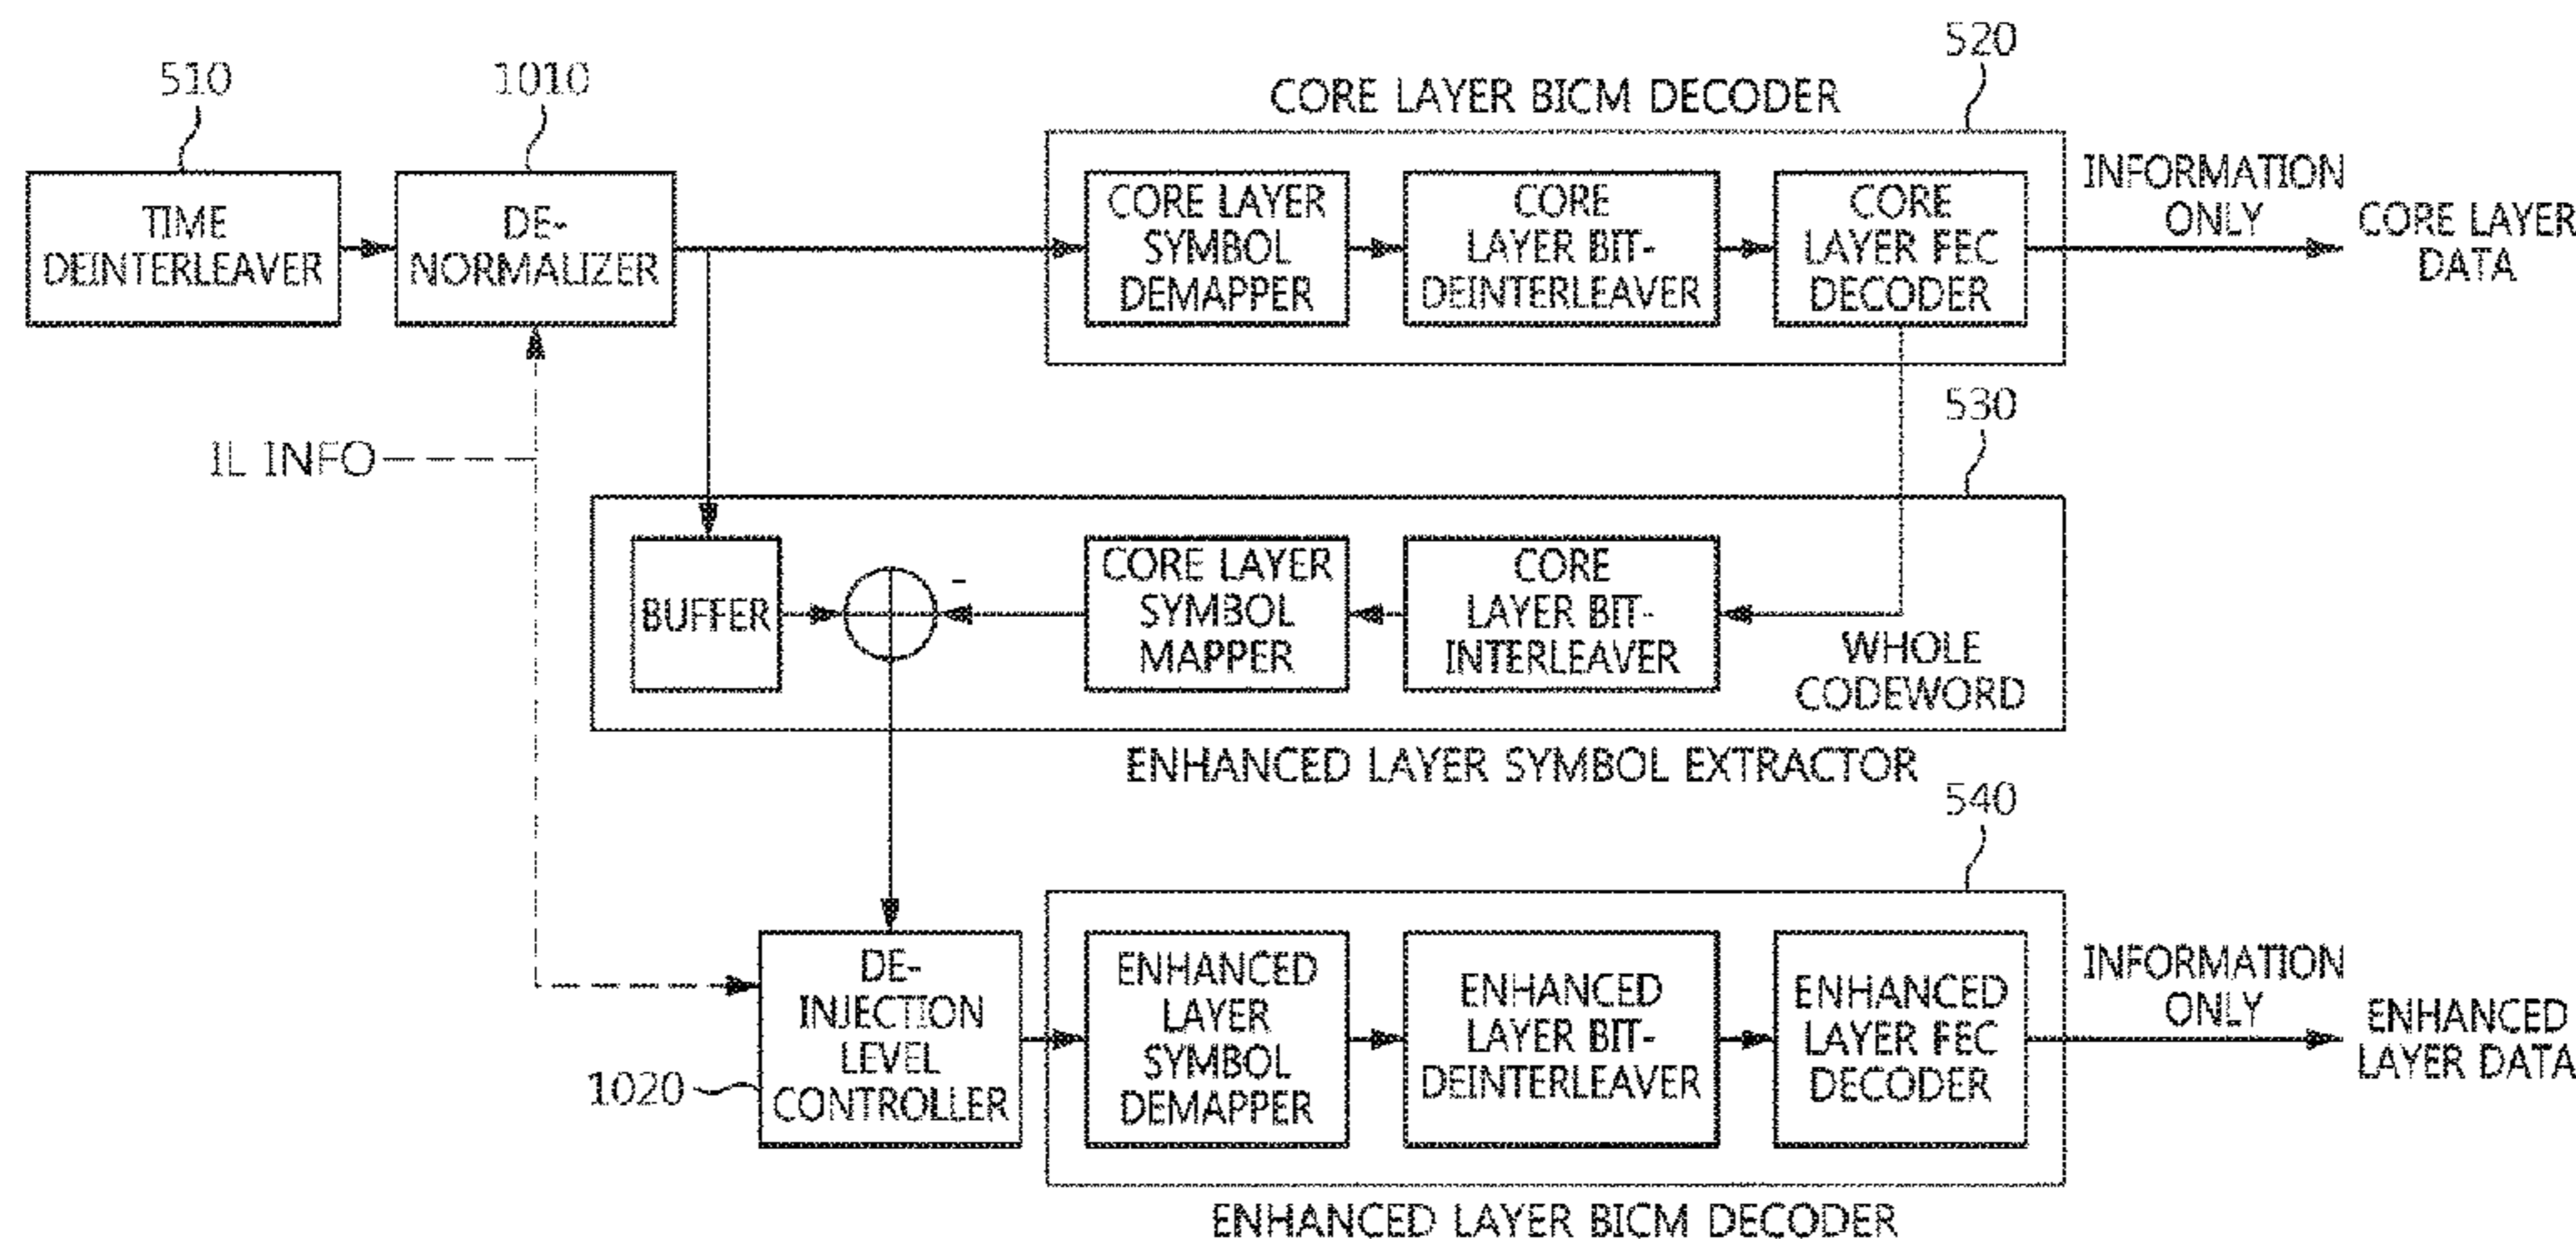 520
510
1010
CORE LAYER BICM DECODER
TIME
DEINTERLEAVER
DE-
NORMALIZER
CORE LAYER
SYMBOL
DEMAPPER
CORE
LAYER BIT-
DEINTERLEAVER
CORE
LAYER FEC
DECODER
INFORMATION
ONLY
CORE LAYER
DATA
530
IL INFO
BUFFER
-
CORE LAYER
SYMBOL
MAPPER
CORE
LAYER BIT-
INTERLEAVER
WHOLE
CODEWORD
ENHANCED LAYER SYMBOL EXTRACTOR
540
DE-
INJECTION
LEVEL
CONTROLLER
1020
ENHANCED
LAYER
SYMBOL
DEMAPPER
ENHANCED
LAYER BIT-
DEINTERLEAVER
ENHANCED
LAYER FEC
DECODER
INFORMATION
ONLY
ENHANCED
LAYER DATA
ENHANCED LAYER BICM DECODER